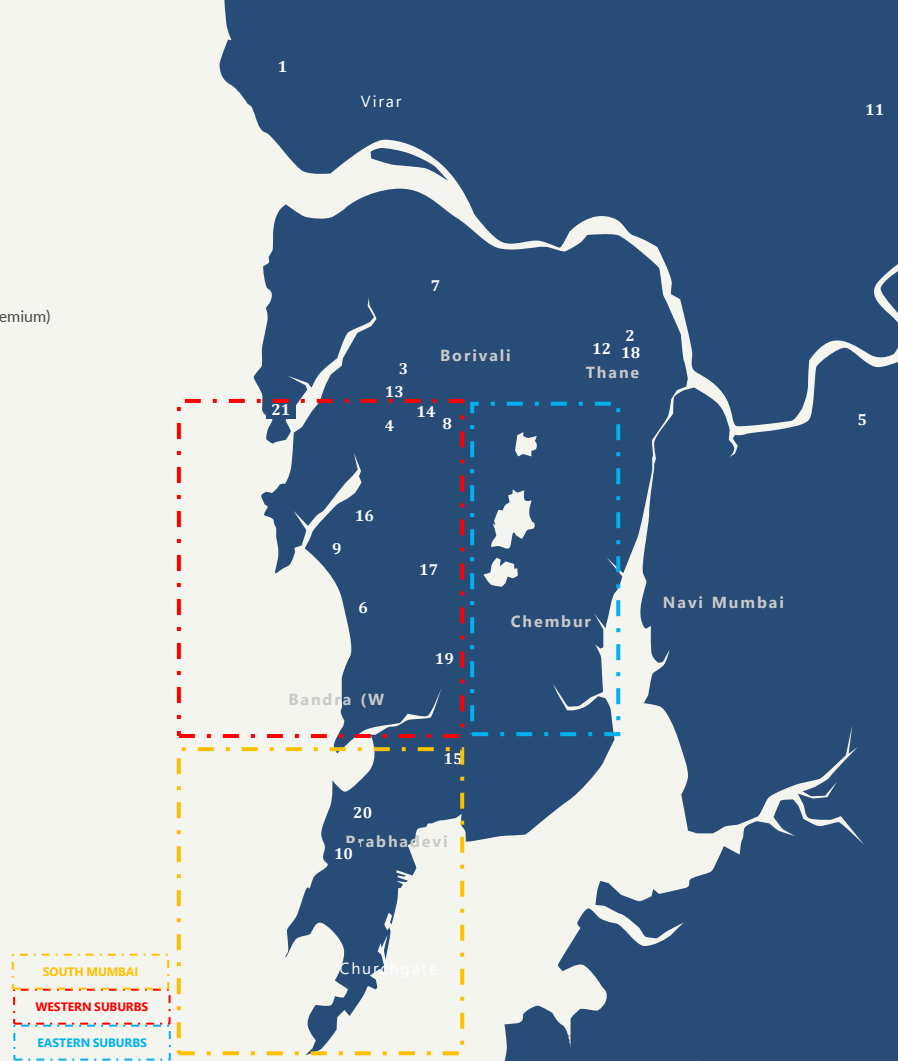 1
Virar
11
7
emium)
2
12
18
Borivali
3
Thane
13
21
14
4
8
5
16
9
17
Navi Mumbai
6
Chembur
19
Bandra (W
15
20
Prabhadevi
10
Churchgate
SOUTH MUMBAI
WESTERN SUBURBS
EASTERN SUBURBS